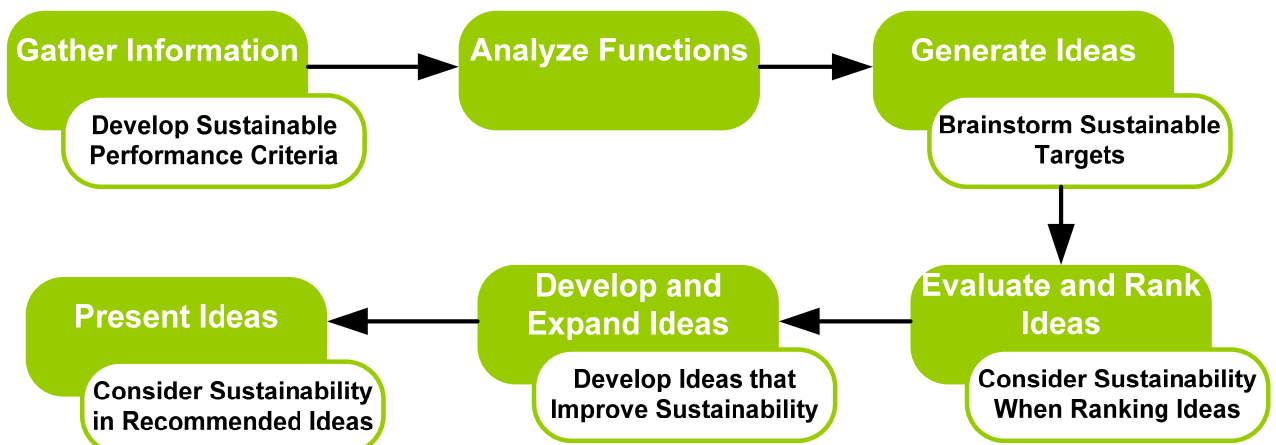 Gather Information
Develop Sustainable
Performance Criteria
Analyze Functions
Generate Ideas
Brainstorm Sustainable
Targets
Evaluate and Rank
Ideas
Consider Sustainability
When Ranking Ideas
Develop and
Expand Ideas
Develop Ideas that
Improve Sustainability
Present Ideas
Consider Sustainability
in Recommended Ideas